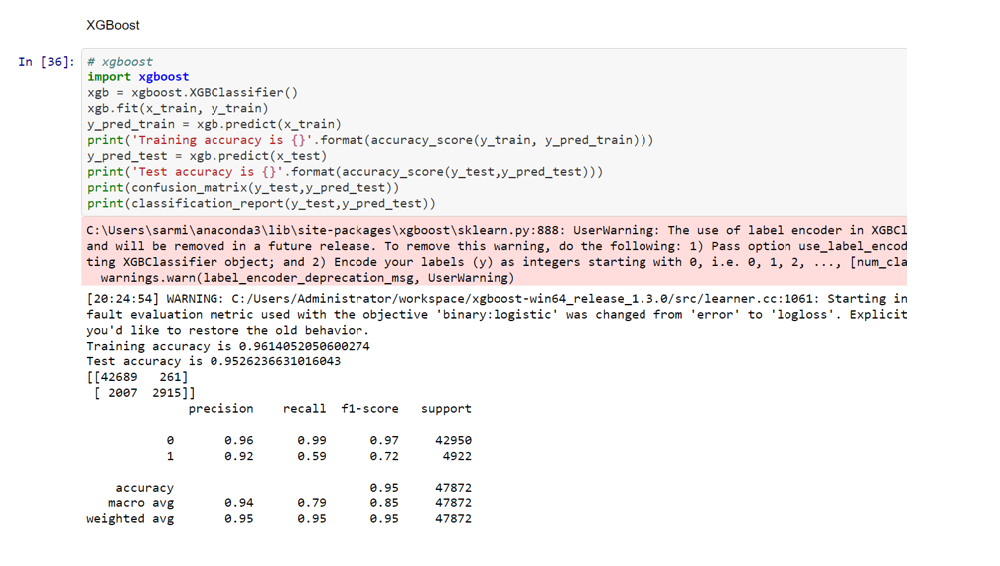 XGBoost
In [36]: # xgboost
import xgboost
xgb = xgboost.XGBClassifier()
xgb.fit(x_train, y_train)
y_pred_train = xgb.predict(x_train)
print('Training accuracy is {}'.format(accuracy_score(y_train, y_pred_train)))
y_pred_test = xgb.predict(x_test)
print('Test accuracy is {}'.format(accuracy_score(y_test,y_pred_test)))
print(confusion_matrix(y_test,y_pred_test))
print(classification_report(y_test,y_pred_test))
C:\Users\sarmi\anaconda3\lib\site-packages\xgboost\sklearn.py:888: UserWarning: The use of label encoder in XGBCl
and will be removed in a future release. To remove this warning, do the following: 1) Pass option use_label_encod
ting XGBClassifier object; and 2) Encode your labels (y) as integers starting with 0, i.e. 0, 1, 2, ..., [num_cla
warnings.warn(label_encoder_deprecation_msg, UserWarning)
[20:24:54] WARNING: C:/Users/Administrator/workspace/xgboost-win64_release_1.3.0/src/learner.cc:1061: Starting in
fault evaluation metric used with the objective 'binary:logistic' was changed from 'error' to 'logloss'. Explicit
you'd like to restore the old behavior.
Training accuracy is 0.9614052050600274
Test accuracy is 0.9526236631016043
[[42689 261]
[ 2007 2915]]
precision recall f1-score support
0 0.96 0.99 0.97 42950
1 0.92 0.59 0.72 4922
accuracy 0.95 47872
macro avg 0.94 0.79 0.85 47872
weighted avg 0.95 0.95 0.95 47872